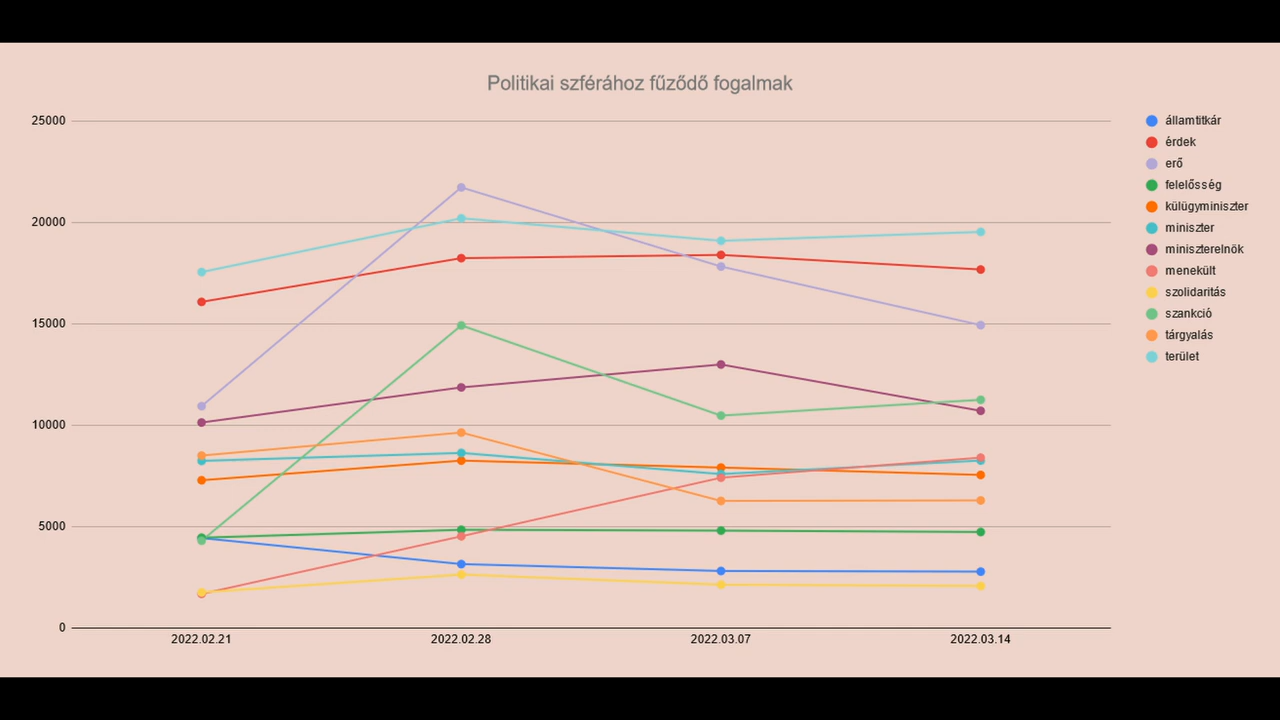 Politikai szférához fűződő fogalmak
25000
20000
15000
10000
5000
0
2022.02.21
2022.02.28
2022.03.07
2022.03.14
államtitkár
érdek
erő
felelősség
külügyminiszter
miniszter
miniszterelnök
menekült
szolidaritás
szankció
tárgyalás
terület